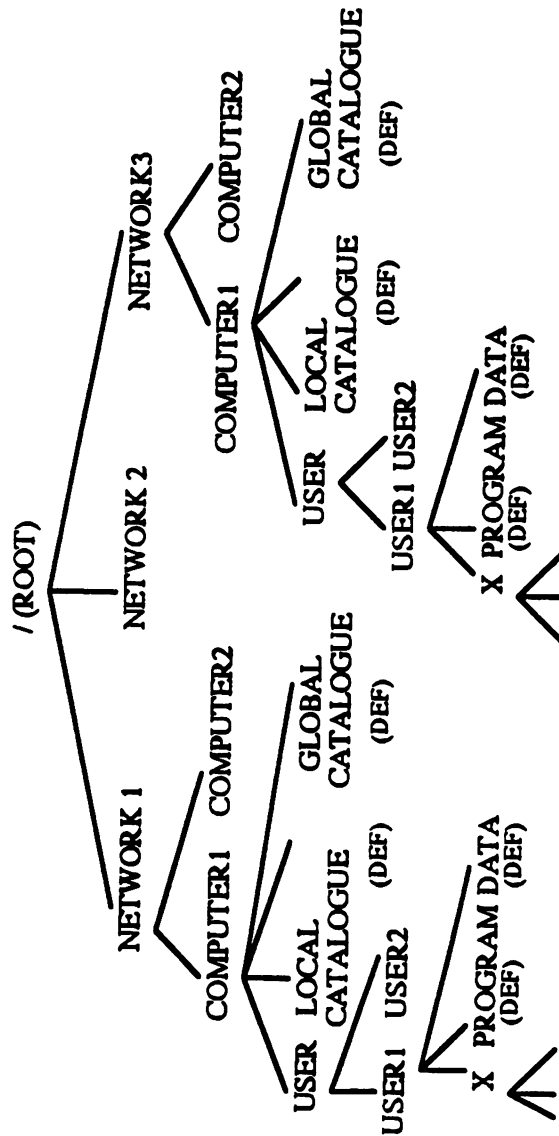 / (ROOT)
NETWORK 1 NETWORK 2 NETWORK3
COMPUTER1 COMPUTER2 COMPUTER1 COMPUTER2
USER LOCAL CATALOGUE (DEF) GLOBAL CATALOGUE (DEF) USER LOCAL CATALOGUE (DEF) GLOBAL CATALOGUE (DEF)
USER1 USER2 USER1 USER2
X PROGRAM (DEF) DATA (DEF) X PROGRAM (DEF) DATA (DEF)